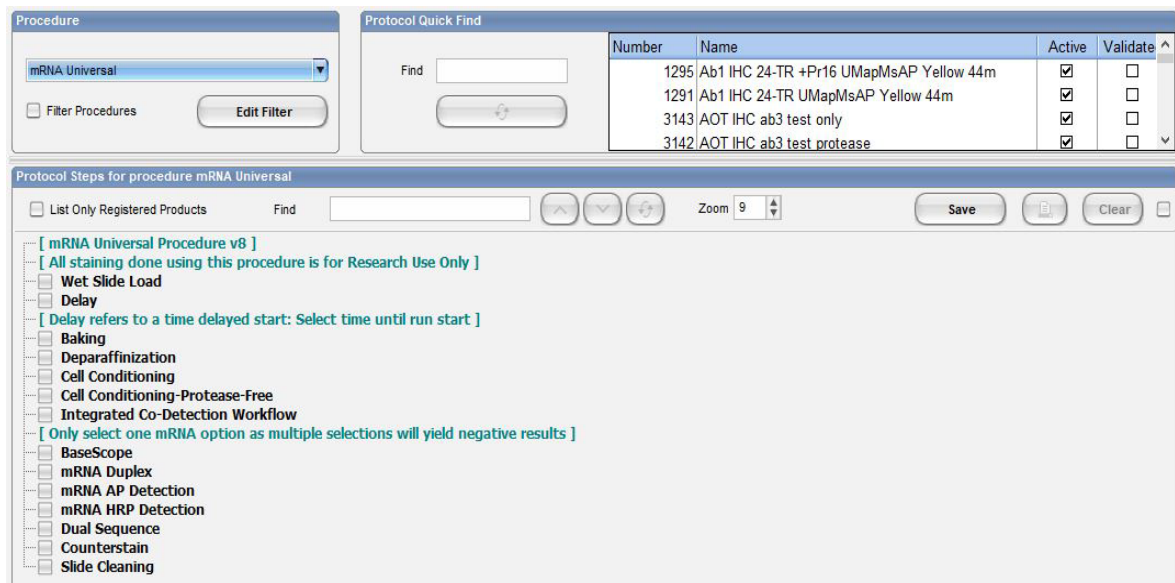 Procedure
mRNA Universal
Filter Procedures
Edit Filter
Protocol Quick Find
Find
Number Name Active Validate
1295 Ab1 IHC 24-TR +Pr16 UMapMsAP Yellow 44m
1291 Ab1 IHC 24-TR UMapMsAP Yellow 44m
3143 AOT IHC ab3 test only
3142 AOT IHC ab3 test protease
Protocol Steps for procedure mRNA Universal
List Only Registered Products Find Zoom 9 Save Clear
[ mRNA Universal Procedure v8 ]
[ All staining done using this procedure is for Research Use Only ]
Wet Slide Load
Delay
[ Delay refers to a time delayed start: Select time until run start ]
Baking
Deparaffinization
Cell Conditioning
Cell Conditioning-Protease-Free
Integrated Co-Detection Workflow
[ Only select one mRNA option as multiple selections will yield negative results ]
BaseScope
mRNA Duplex
mRNA AP Detection
mRNA HRP Detection
Dual Sequence
Counterstain
Slide Cleaning